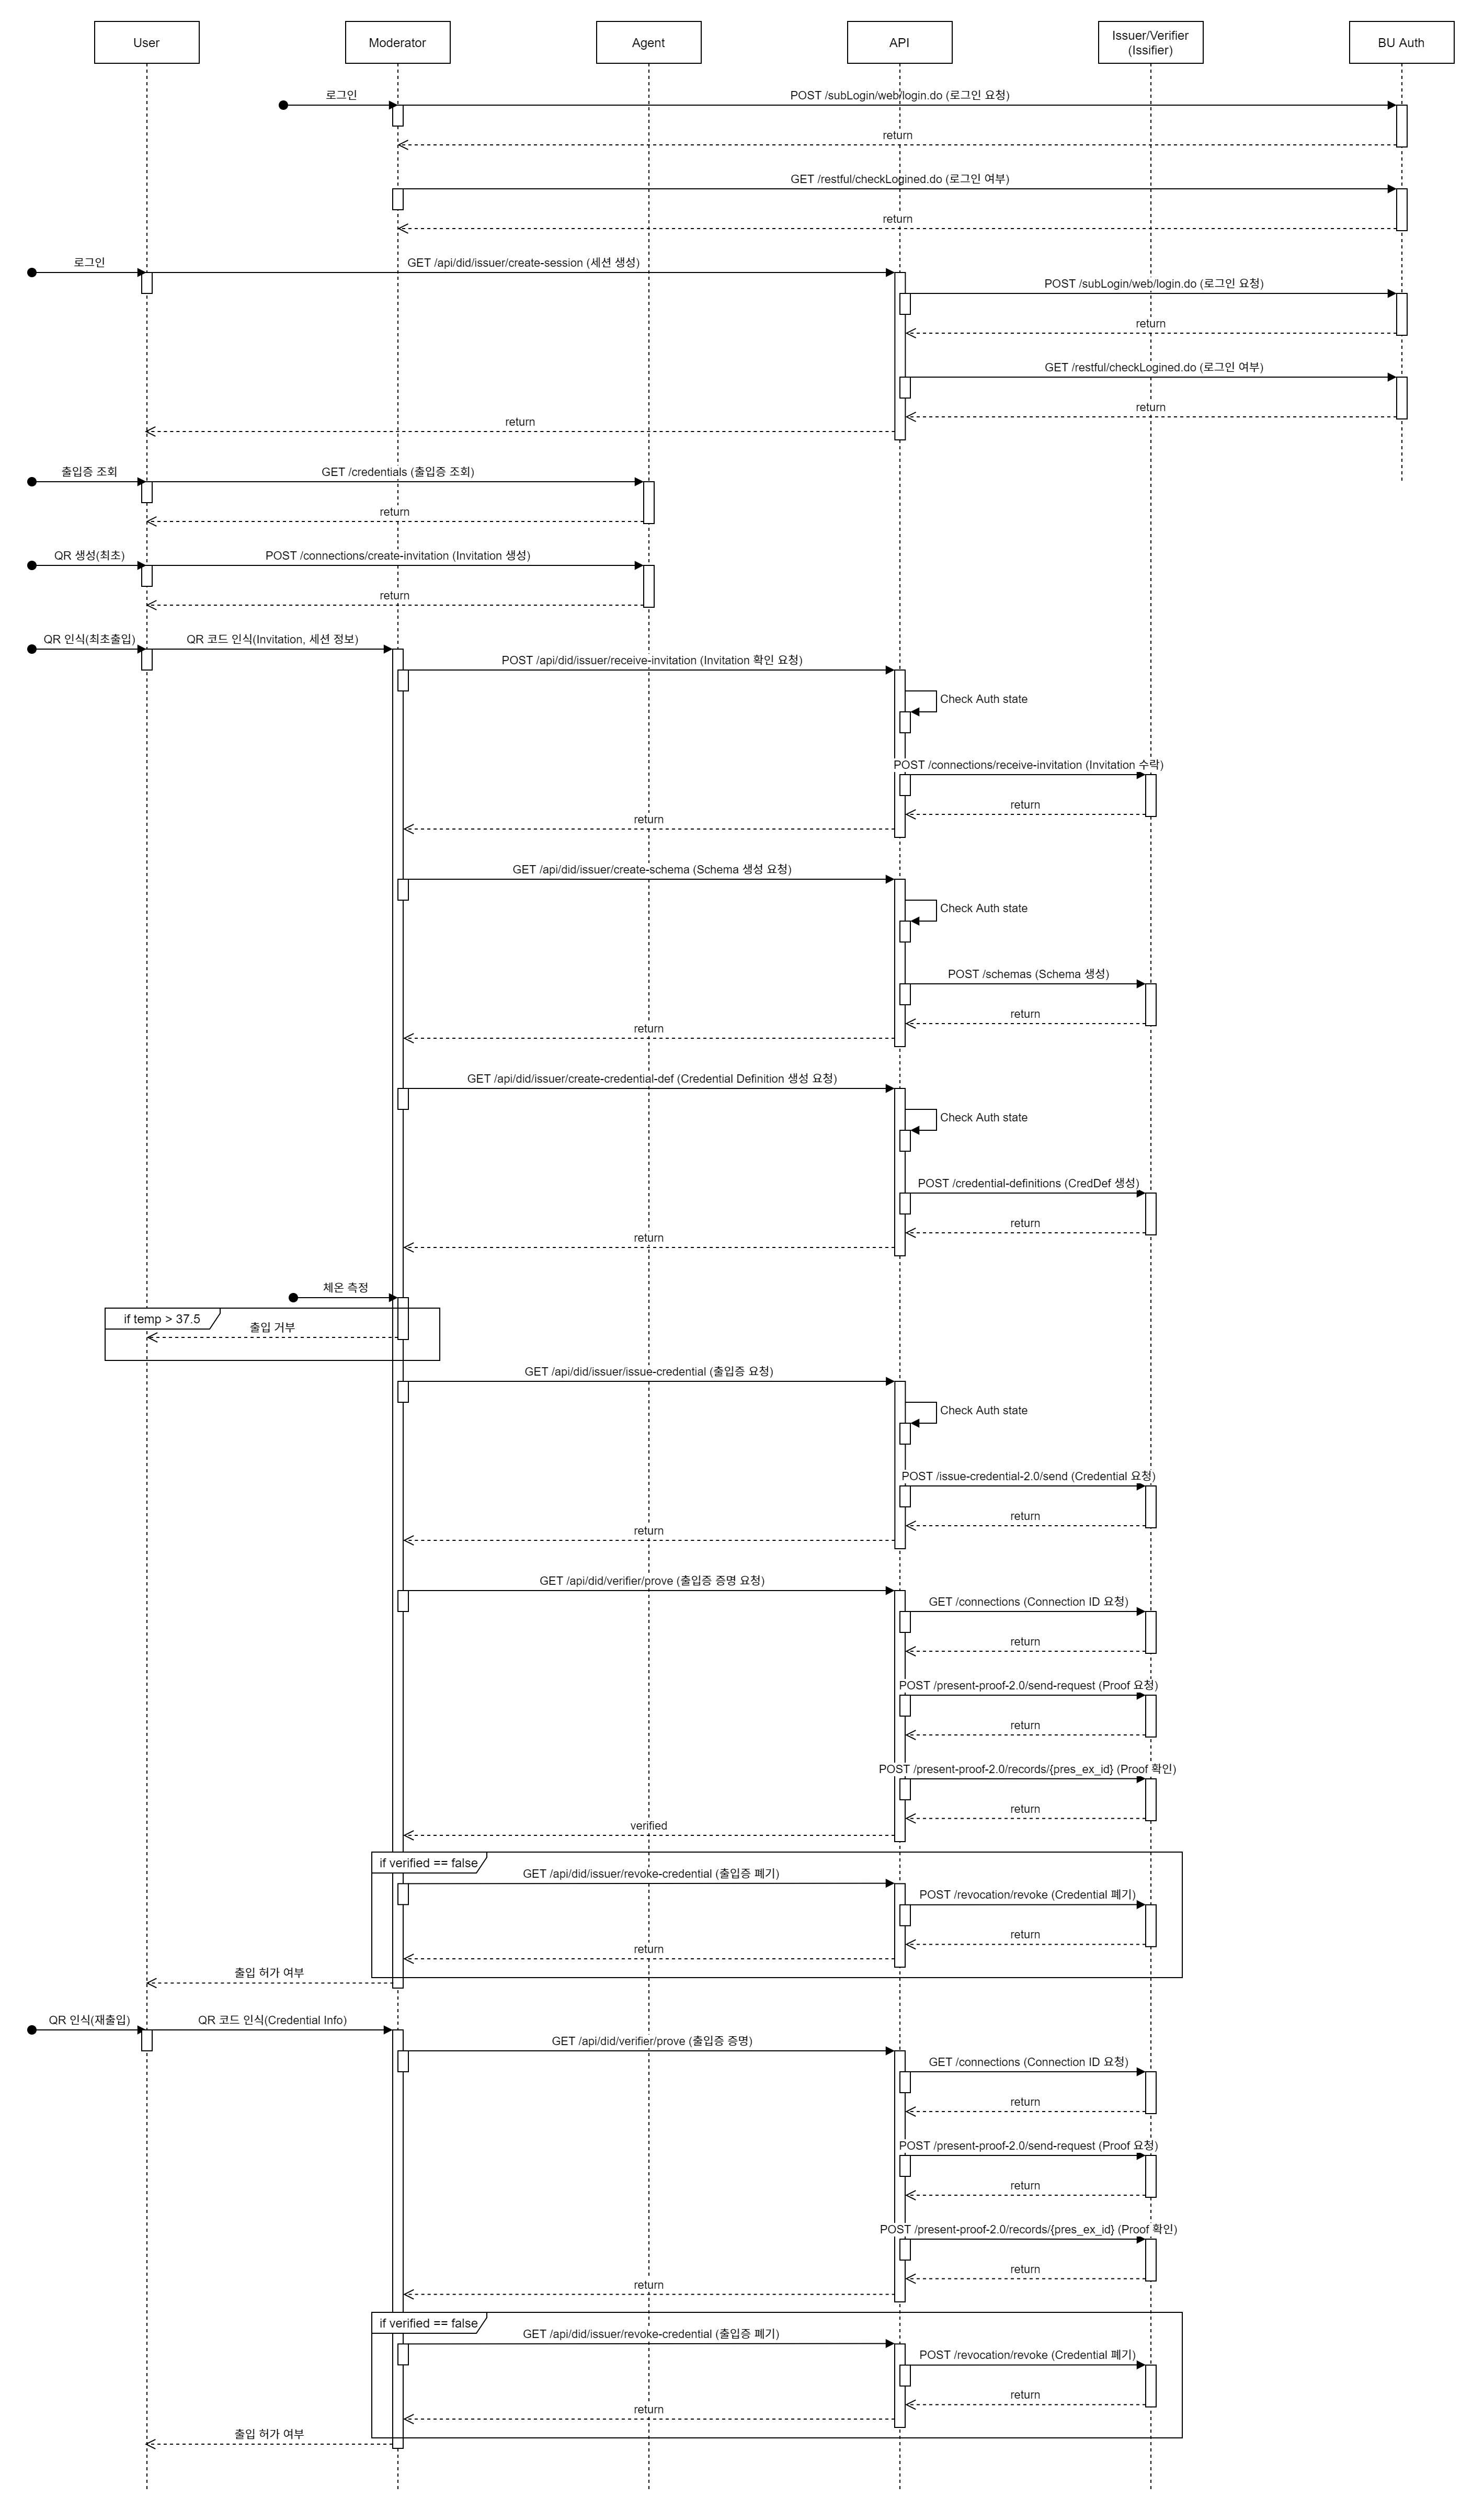 User
Moderator
Agent
API
Issuer/Verifier
(Issifier)
BU Auth
로그인
POST /subLogin/web/login.do (로그인 요청)
return
GET /restful/checkLogined.do (로그인 여부)
return
로그인
GET /api/did/issuer/create-session (세션 생성)
POST /subLogin/web/login.do (로그인 요청)
return
GET /restful/checkLogined.do (로그인 여부)
return
return
출입증 조회
GET /credentials (출입증 조회)
return
QR 생성(최초)
POST /connections/create-invitation (Invitation 생성)
return
QR 인식(최초출입)
QR 코드 인식(Invitation, 세션 정보)
POST /api/did/issuer/receive-invitation (Invitation 확인 요청)
Check Auth state
POST /connections/receive-invitation (Invitation 수락)
return
return
GET /api/did/issuer/create-schema (Schema 생성 요청)
Check Auth state
POST /schemas (Schema 생성)
return
return
GET /api/did/issuer/create-credential-def (Credential Definition 생성 요청)
Check Auth state
POST /credential-definitions (CredDef 생성)
return
return
체온 측정
if temp > 37.5
출입 거부
GET /api/did/issuer/issue-credential (출입증 요청)
Check Auth state
POST /issue-credential-2.0/send (Credential 요청)
return
return
GET /api/did/verifier/prove (출입증 증명 요청)
GET /connections (Connection ID 요청)
return
POST /present-proof-2.0/send-request (Proof 요청)
return
POST /present-proof-2.0/records/{pres_ex_id} (Proof 확인)
return
verified
if verified == false
GET /api/did/issuer/revoke-credential (출입증 폐기)
POST /revocation/revoke (Credential 폐기)
return
return
출입 허가 여부
QR 인식(재출입)
QR 코드 인식(Credential Info)
GET /api/did/verifier/prove (출입증 증명)
GET /connections (Connection ID 요청)
return
POST /present-proof-2.0/send-request (Proof 요청)
return
POST /present-proof-2.0/records/{pres_ex_id} (Proof 확인)
return
return
if verified == false
GET /api/did/issuer/revoke-credential (출입증 폐기)
POST /revocation/revoke (Credential 폐기)
return
return
출입 허가 여부